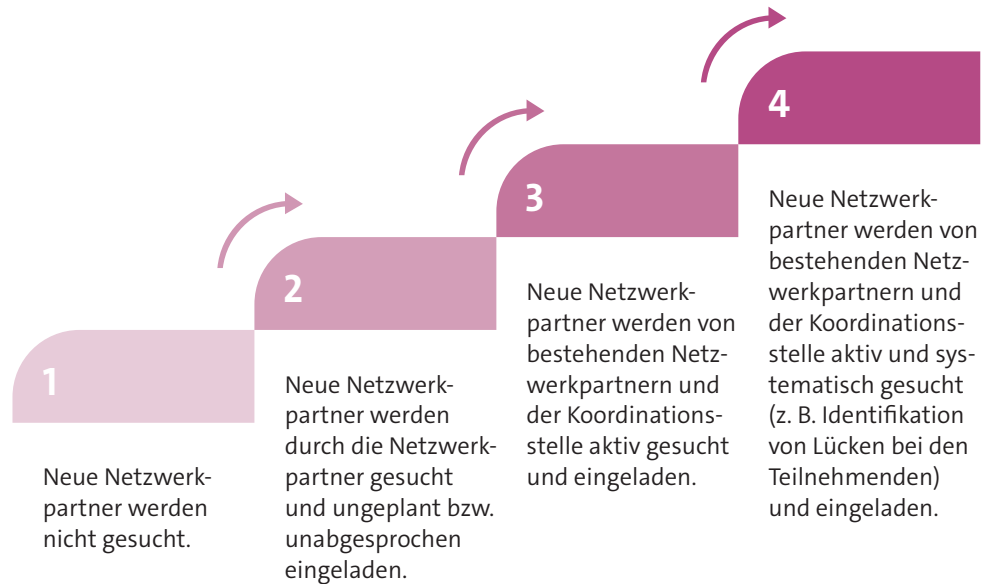 1
Neue Netzwerk-
partner werden
nicht gesucht.
2
Neue Netzwerk-
partner werden
durch die Netzwerk-
partner gesucht
und ungeplant bzw.
unabgesprochen
eingeladen.
3
Neue Netzwerk-
partner werden von
bestehenden Netz-
werkpartnern und
der Koordinations-
stelle aktiv gesucht
und eingeladen.
4
Neue Netzwerk-
partner werden von
bestehenden Netz-
werkpartnern und
der Koordinations-
stelle aktiv und sys-
tematisch gesucht
(z. B. Identifikation
von Lücken bei den
Teilnehmenden)
und eingeladen.